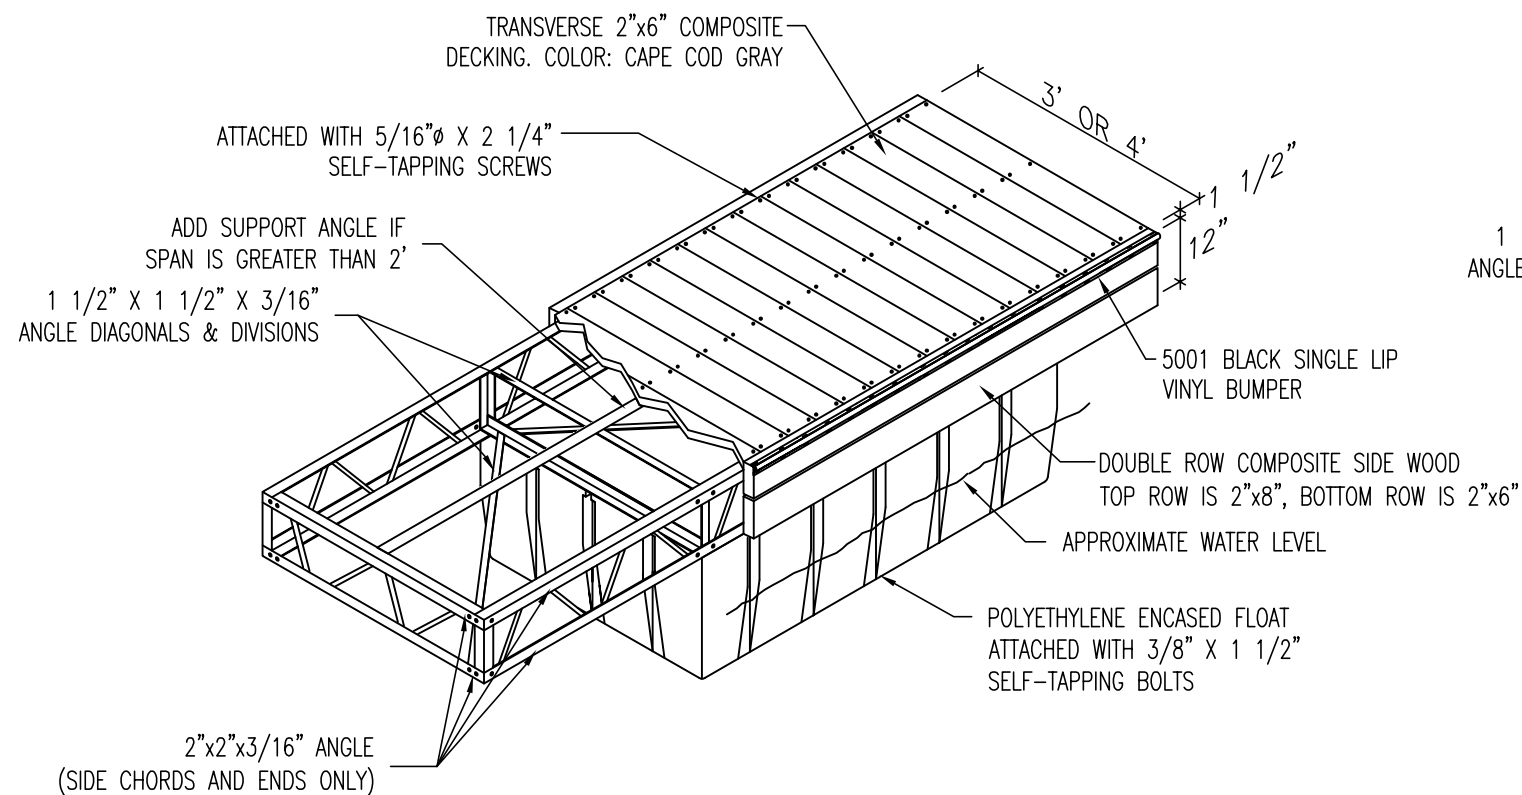 TRANSVERSE 2"x6" COMPOSITE
DECKING. COLOR: CAPE COD GRAY
3' OR 4'
ATTACHED WITH 5/16"ø X 2 1/4"
SELF-TAPPING SCREWS
1 1/2"
12"
ADD SUPPORT ANGLE IF
SPAN IS GREATER THAN 2'
1
ANGLE
1 1/2" X 1 1/2" X 3/16"
ANGLE DIAGONALS & DIVISIONS
5001 BLACK SINGLE LIP
VINYL BUMPER
DOUBLE ROW COMPOSITE SIDE WOOD
TOP ROW IS 2"x8", BOTTOM ROW IS 2"x6"
APPROXIMATE WATER LEVEL
POLYETHYLENE ENCASED FLOAT
ATTACHED WITH 3/8" X 1 1/2"
SELF-TAPPING BOLTS
2"x2"x3/16" ANGLE
(SIDE CHORDS AND ENDS ONLY)